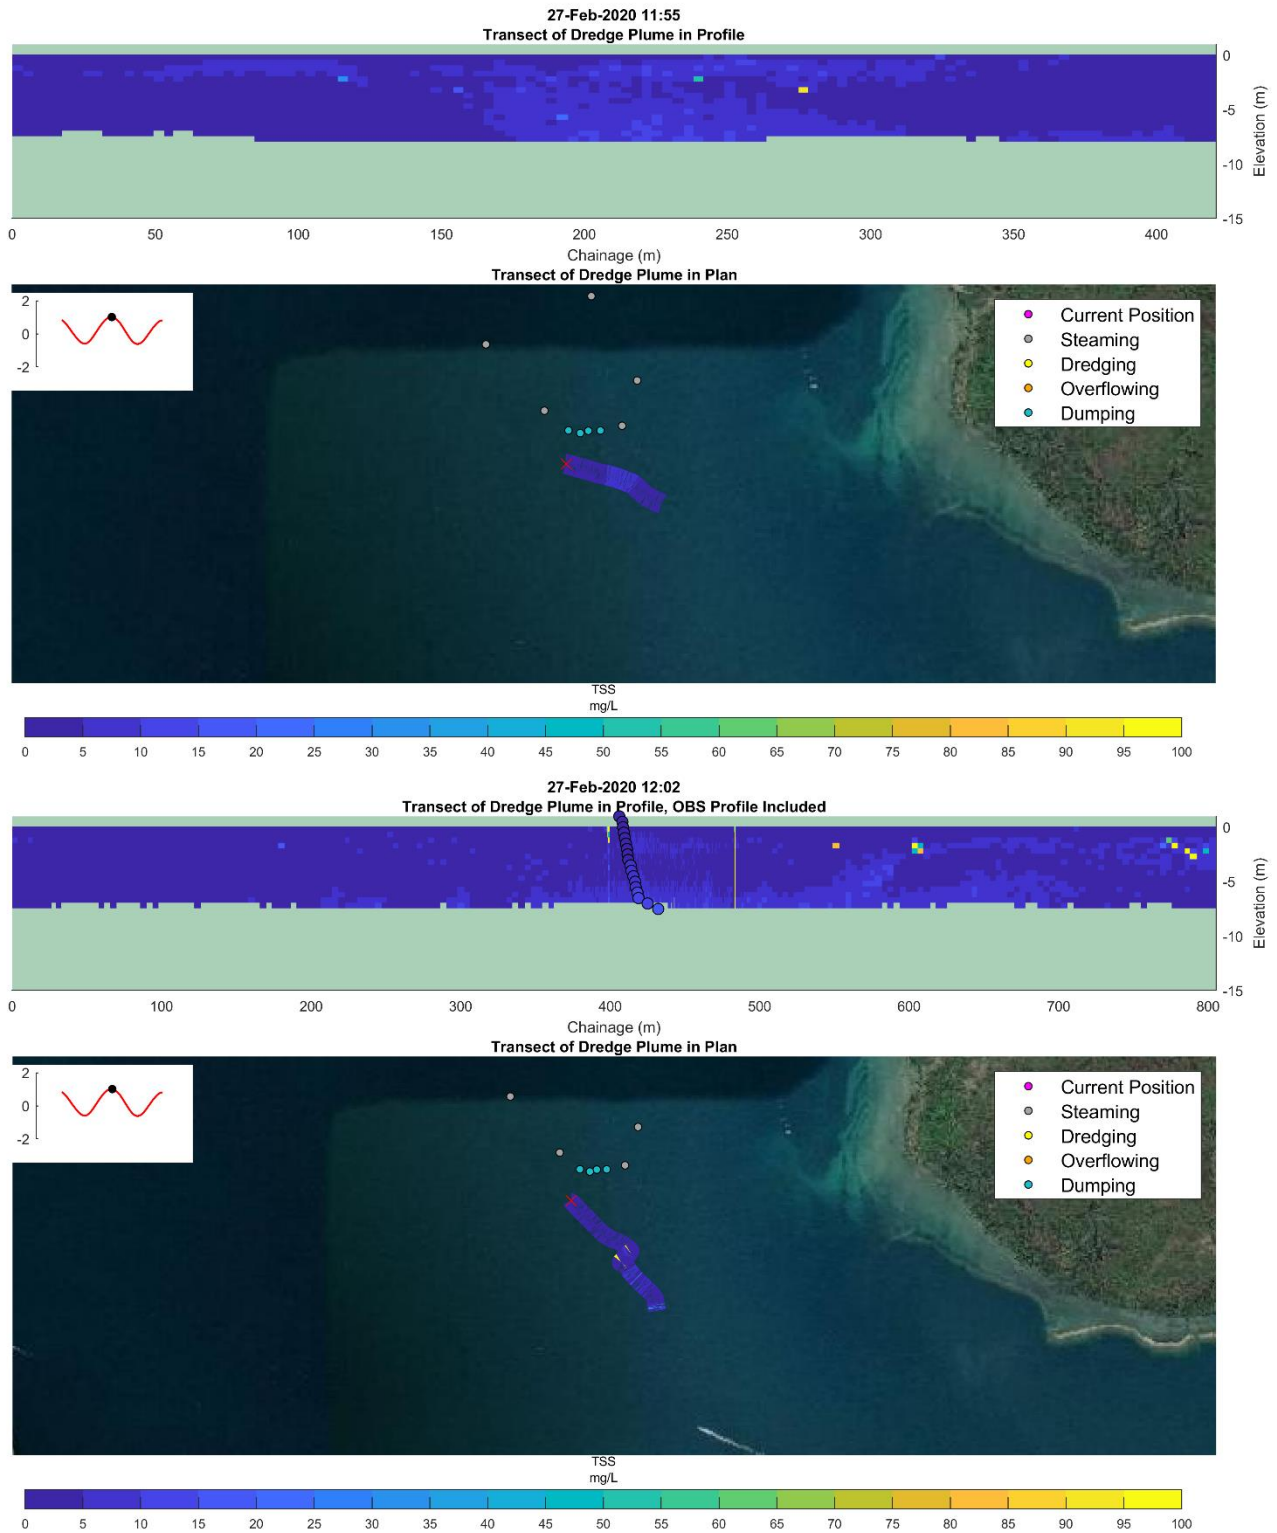 27-Feb-2020 11:55
Transect of Dredge Plume in Profile
0
-5
-10
-15
Elevation (m)
0 50 100 150 200 250 300 350 400
Chainage (m)
Transect of Dredge Plume in Plan
2
0
-2
Current Position
Steaming
Dredging
Overflowing
Dumping
TSS
mg/L
0 5 10 15 20 25 30 35 40 45 50 55 60 65 70 75 80 85 90 95 100
27-Feb-2020 12:02
Transect of Dredge Plume in Profile, OBS Profile Included
0
-5
-10
-15
Elevation (m)
0 100 200 300 400 500 600 700 800
Chainage (m)
Transect of Dredge Plume in Plan
2
0
-2
Current Position
Steaming
Dredging
Overflowing
Dumping
TSS
mg/L
0 5 10 15 20 25 30 35 40 45 50 55 60 65 70 75 80 85 90 95 100